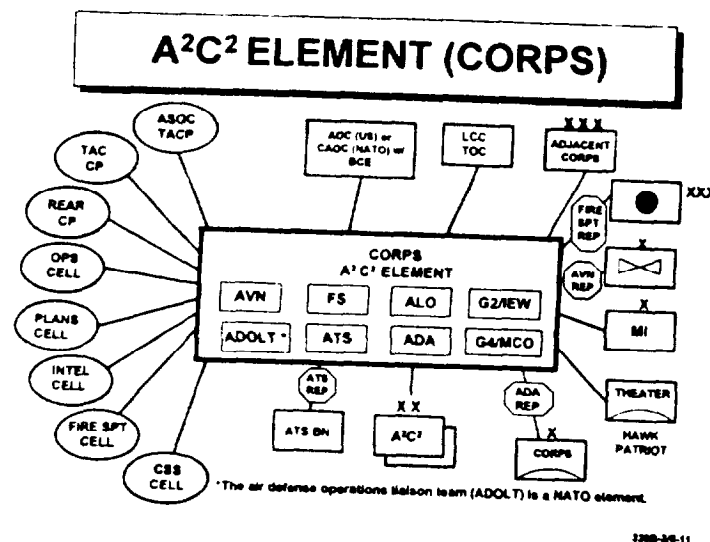 A²C² ELEMENT (CORPS)
ASOC
TACP
TAC
CP
REAR
CP
OPS
CELL
PLANS
CELL
INTEL
CELL
FIRE SPT
CELL
CSS
CELL
AOC (US) or
CAOC (NATO) w/
BCE
LCC
TOC
XXX
ADJACENT
CORPS
FIRE
SPT
REP
XXX
AVN
REP
X
X
MI
THEATER
HAWK
PATRIOT
CORPS
A²C² ELEMENT
AVN FS ALO G2/IEW
ADOLT * ATS ADA G4/MCO
ATS
REP
ATS BN
XX
A²C²
ADA
REP
X
CORPS
*The air defense operations liaison team (ADOLT) is a NATO element.